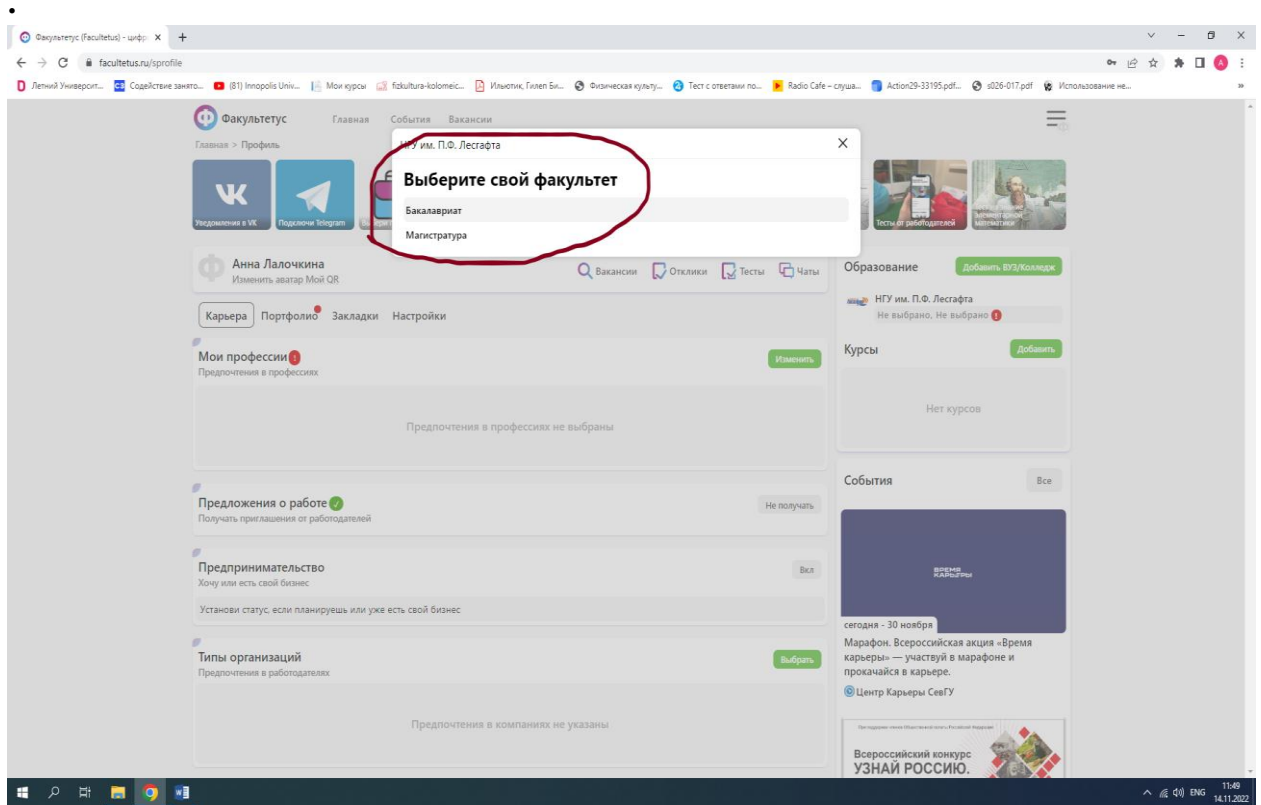 Факультетус (Facultetus) - цифр
facultetus.ru/sprofile
Летний Университ...
Содействие занято...
(81) Innopolis Univ...
Мои курсы
fizkultura-kolomeic...
Ильютик, Гилеп Би...
Физическая культу...
Тест с ответами по...
Radio Cafe – слуша...
Action29-33195.pdf...
s026-017.pdf
Использование не...
»
Факультетус
Главная
События
Вакансии
Главная > Профиль
НГУ им. П.Ф. Лесгафта
Выберите свой факультет
Бакалавриат
Магистратура
Уведомления в VK
Подключи Telegram
Тесты от работодателей
элементарной
математики
Анна Лалочкина
Изменить аватар Мой QR
Вакансии
Отклики
Тесты
Чаты
Карьера
Портфолио
Закладки
Настройки
Мои профессии
Предпочтения в профессиях
Изменить
Предпочтения в профессиях не выбраны
Предложения о работе
Получать приглашения от работодателей
Не получать
Предпринимательство
Хочу или есть свой бизнес
Вкл
Установи статус, если планируешь или уже есть свой бизнес
Типы организаций
Предпочтения в работодателях
Выбрать
Предпочтения в компаниях не указаны
Образование
Добавить ВУЗ/Колледж
НГУ им. П.Ф. Лесгафта
Не выбрано, Не выбрано
Курсы
Добавить
Нет курсов
События
Все
ВРЕМЯ
КАРЬЕРЫ
сегодня - 30 ноября
Марафон. Всероссийская акция «Время
карьеры» — участвуй в марафоне и
прокачайся в карьере.
Центр Карьеры СевГУ
Всероссийский конкурс
УЗНАЙ РОССИЮ.
ENG
11:49
14.11.2022